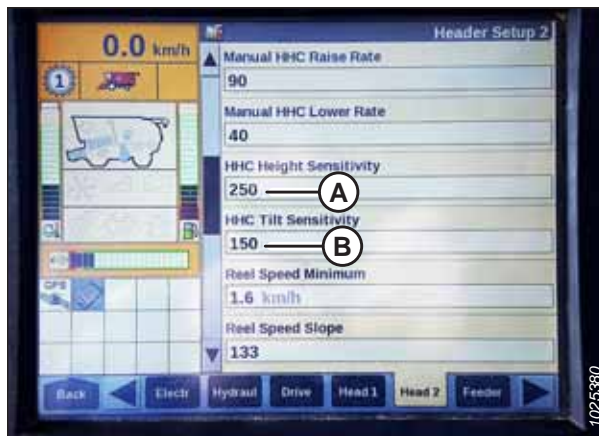 Header Setup 2
0.0 km/h
1
Manual HHC Raise Rate
90
Manual HHC Lower Rate
40
HHC Height Sensitivity
250
A
HHC Tilt Sensitivity
150
B
Reel Speed Minimum
1.6 km/h
Reel Speed Slope
133
GPS
Back
Electr
Hydraul
Drive
Head 1
Head 2
Feeder
1025380